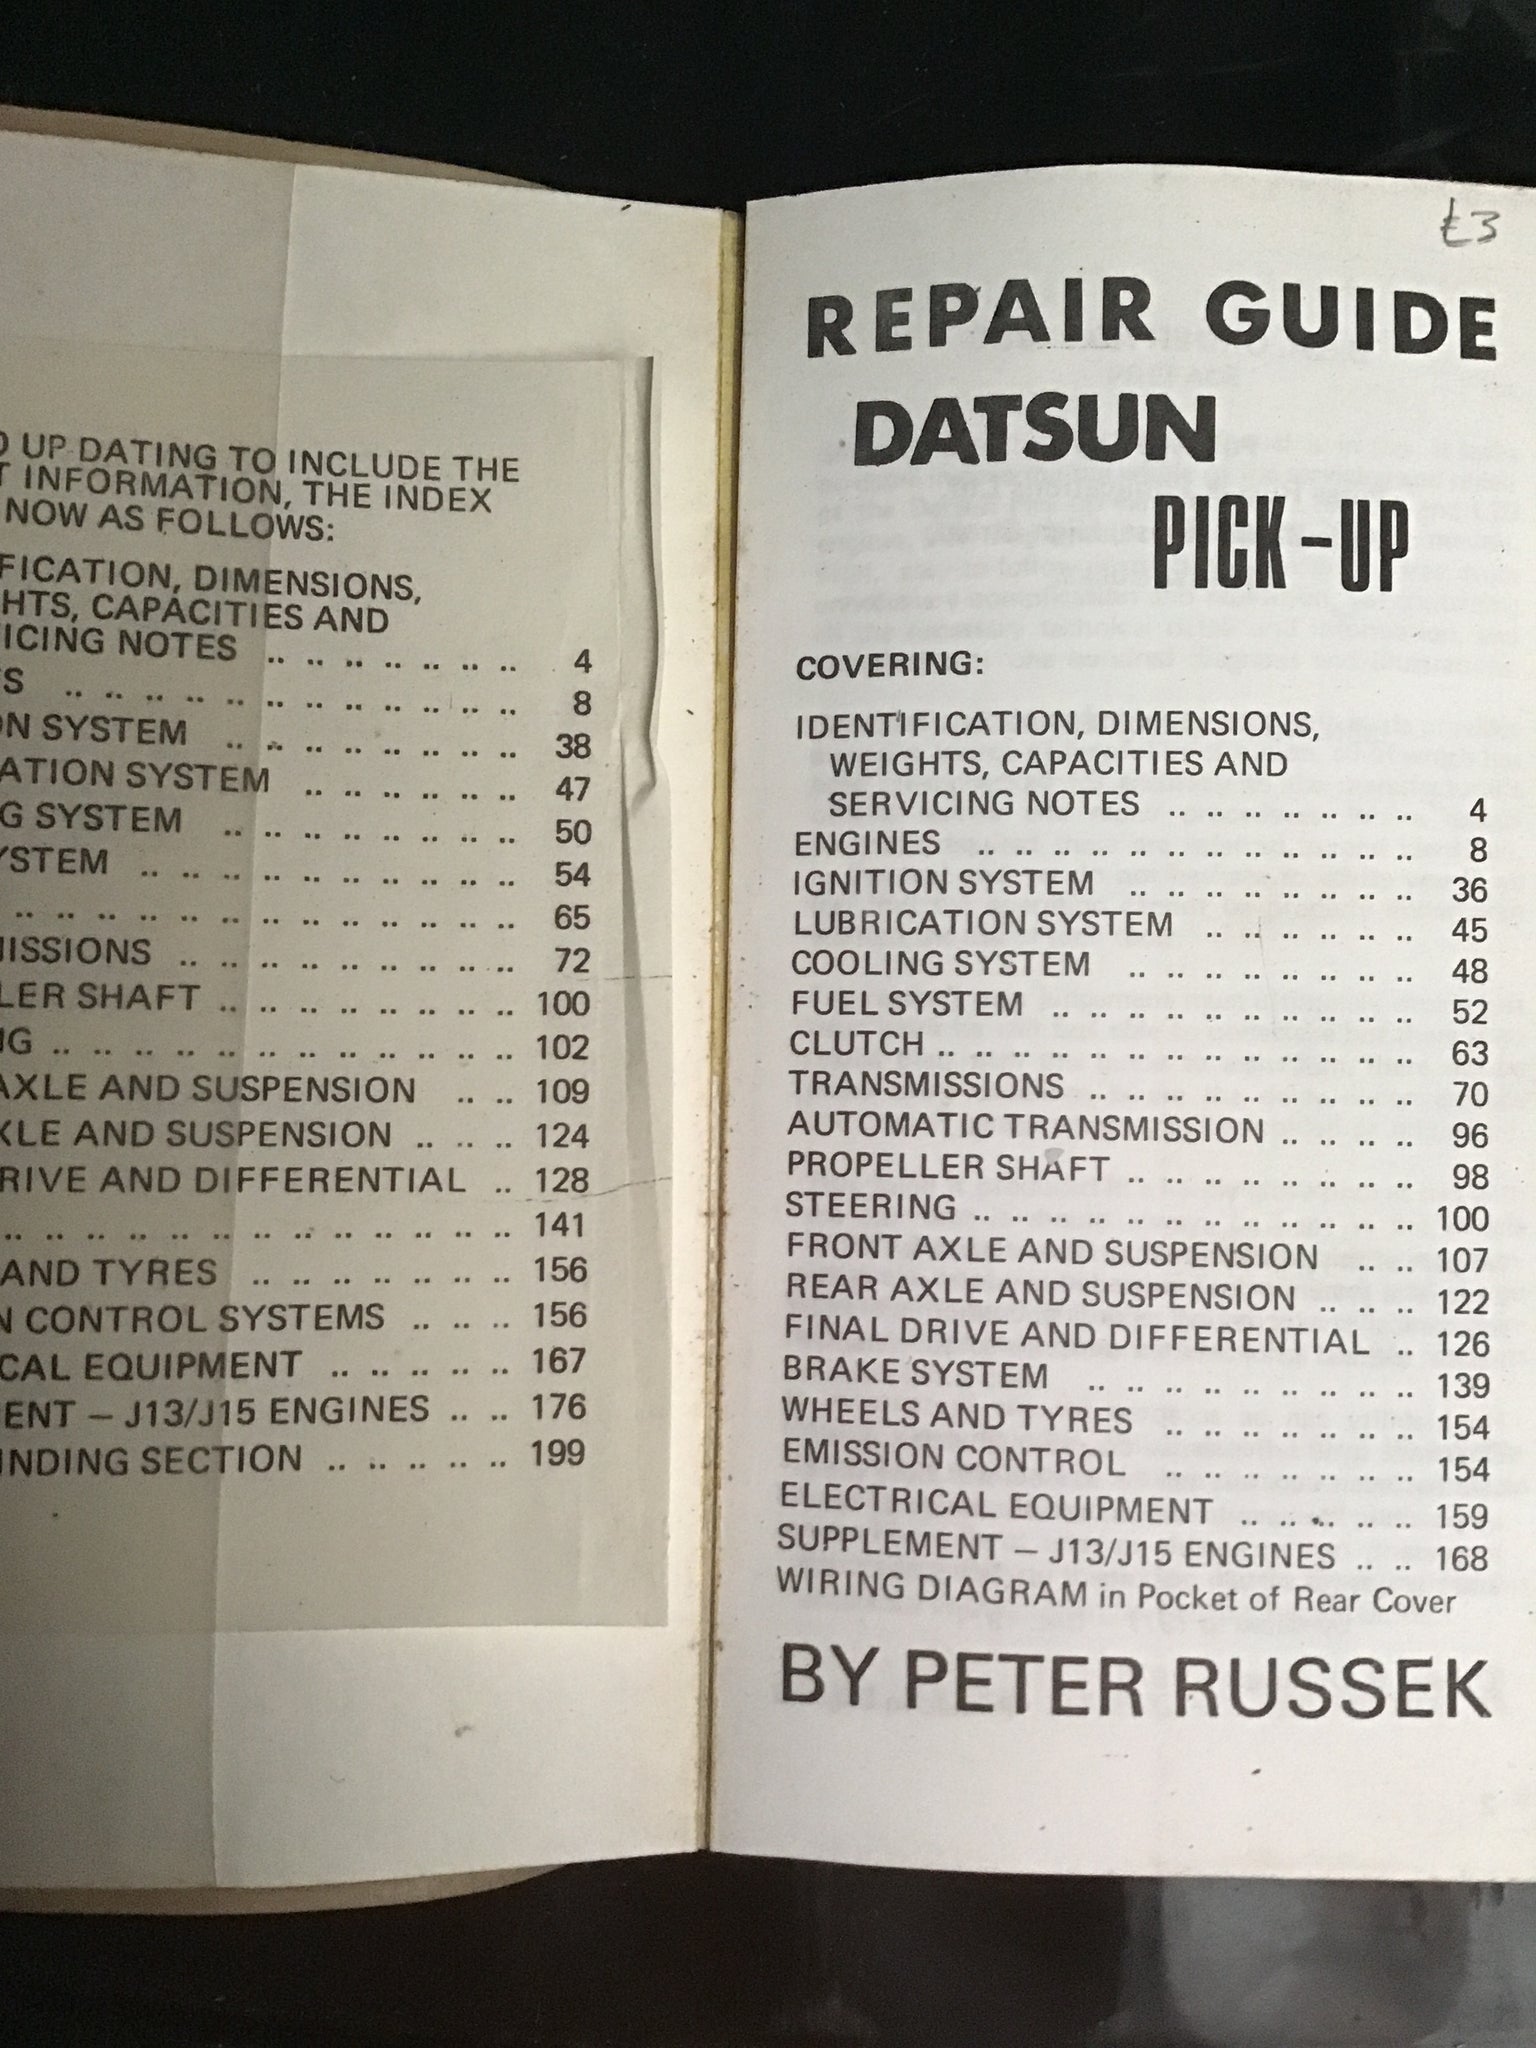 UP DATING TO INCLUDE THE
INFORMATION, THE INDEX
NOW AS FOLLOWS:
FICATION, DIMENSIONS,
HTS, CAPACITIES AND
ICING NOTES .. .. .. .. .. .. .. 4
S .. .. .. .. .. .. .. .. .. .. .. .. 8
ON SYSTEM .. .. .. .. .. .. .. .. 38
ATION SYSTEM .. .. .. .. .. .. 47
G SYSTEM .. .. .. .. .. .. .. .. 50
YSTEM .. .. .. .. .. .. .. .. .. .. 54
.. .. .. .. .. .. .. .. .. .. .. .. .. 65
MISSIONS .. .. .. .. .. .. .. .. .. 72
LER SHAFT .. .. .. .. .. .. .. .. 100
NG .. .. .. .. .. .. .. .. .. .. .. .. 102
AXLE AND SUSPENSION .. .. 109
XLE AND SUSPENSION .. .. .. 124
RIVE AND DIFFERENTIAL .. 128
.. .. .. .. .. .. .. .. .. .. .. .. .. 141
AND TYRES .. .. .. .. .. .. .. 156
N CONTROL SYSTEMS .. .. .. 156
CAL EQUIPMENT .. .. .. .. .. 167
ENT – J13/J15 ENGINES .. .. 176
INDING SECTION .. .. .. .. .. 199
£3
REPAIR GUIDE
DATSUN
PICK-UP
COVERING:
IDENTIFICATION, DIMENSIONS,
WEIGHTS, CAPACITIES AND
SERVICING NOTES .. .. .. .. .. .. .. 4
ENGINES .. .. .. .. .. .. .. .. .. .. .. .. 8
IGNITION SYSTEM .. .. .. .. .. .. .. .. 36
LUBRICATION SYSTEM .. .. .. .. .. .. 45
COOLING SYSTEM .. .. .. .. .. .. .. .. 48
FUEL SYSTEM .. .. .. .. .. .. .. .. .. .. 52
CLUTCH .. .. .. .. .. .. .. .. .. .. .. .. .. 63
TRANSMISSIONS .. .. .. .. .. .. .. .. .. 70
AUTOMATIC TRANSMISSION .. .. .. .. 96
PROPELLER SHAFT .. .. .. .. .. .. .. .. 98
STEERING .. .. .. .. .. .. .. .. .. .. .. .. 100
FRONT AXLE AND SUSPENSION .. .. 107
REAR AXLE AND SUSPENSION .. .. .. 122
FINAL DRIVE AND DIFFERENTIAL .. 126
BRAKE SYSTEM .. .. .. .. .. .. .. .. .. 139
WHEELS AND TYRES .. .. .. .. .. .. .. 154
EMISSION CONTROL .. .. .. .. .. .. .. 154
ELECTRICAL EQUIPMENT .. .. .. .. .. 159
SUPPLEMENT – J13/J15 ENGINES .. .. 168
WIRING DIAGRAM in Pocket of Rear Cover
BY PETER RUSSEK